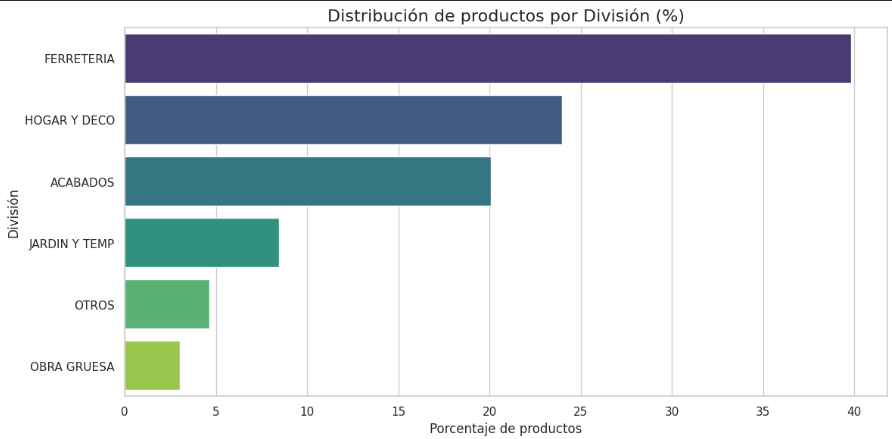 Distribución de productos por División (%)
FERRETERIA
HOGAR Y DECO
ACABADOS
JARDIN Y TEMP
OTROS
OBRA GRUESA
División
0 5 10 15 20 25 30 35 40
Porcentaje de productos